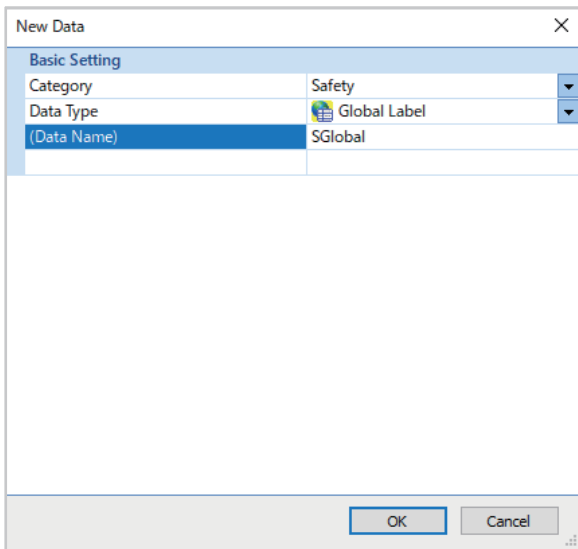 New Data
Basic Setting
Category Safety
Data Type Global Label
(Data Name) SGlobal
OK Cancel